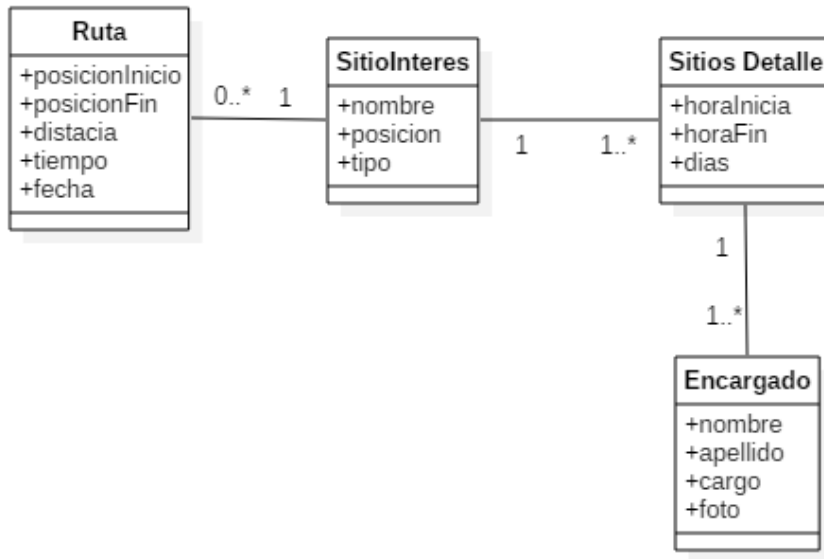 Ruta
+posicionInicio
+posicionFin
+distacia
+tiempo
+fecha
0..* 1
SitioInteres
+nombre
+posicion
+tipo
1 1..*
Sitios Detalle
+horaInicia
+horaFin
+dias
1
1..*
Encargado
+nombre
+apellido
+cargo
+foto